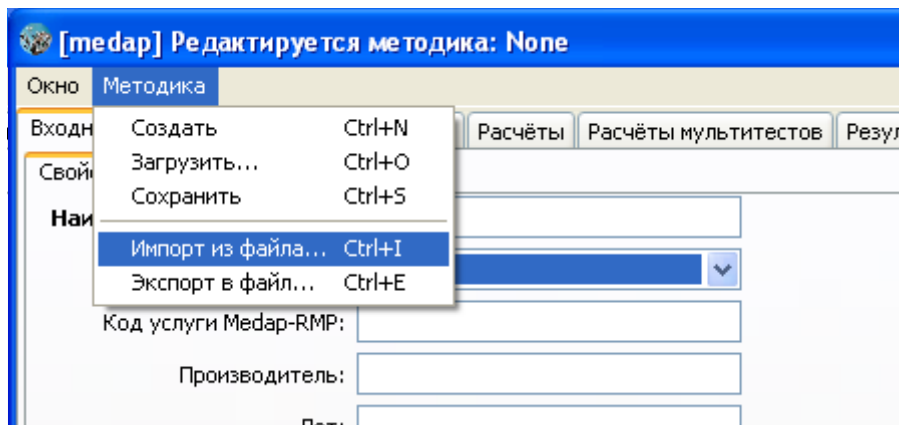 [medap] Редактируется методика: None
Окно Методика
Расчёты Расчёты мультитестов
Создать Ctrl+N
Загрузить... Ctrl+O
Сохранить Ctrl+S
Импорт из файла... Ctrl+I
Экспорт в файл... Ctrl+E
Код услуги Medap-RMP:
Производитель: